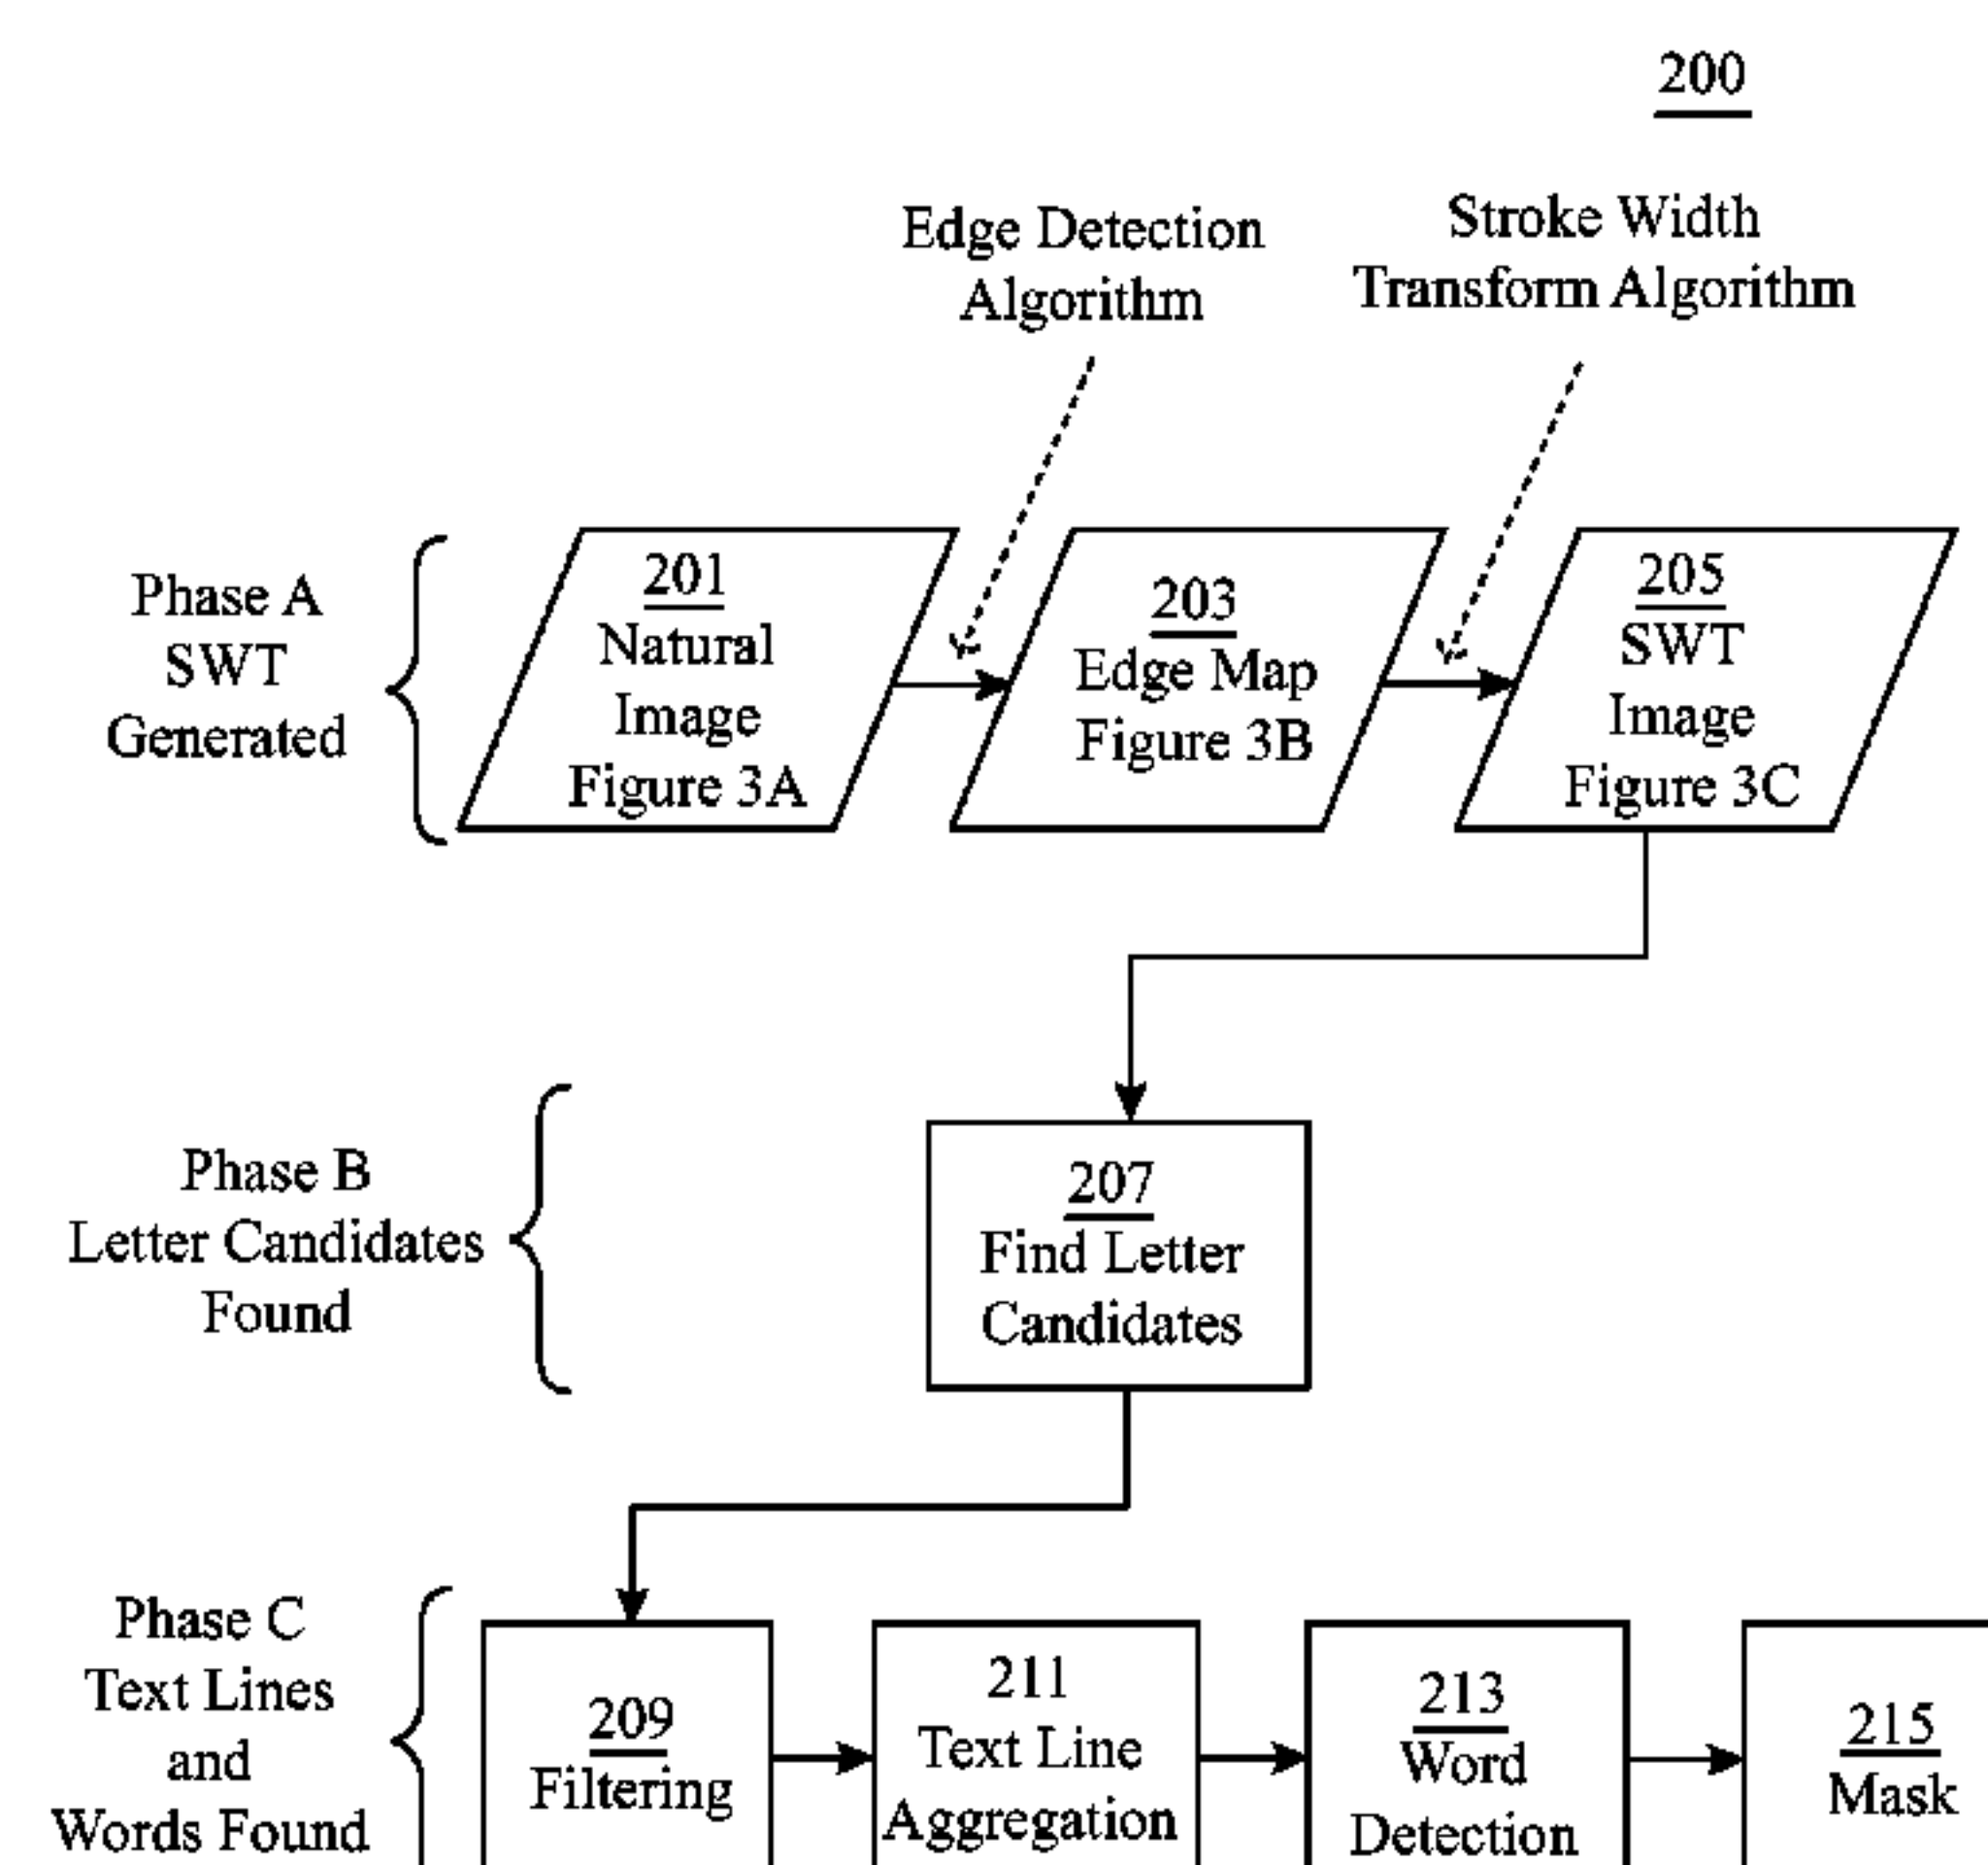 200
Edge Detection
Algorithm
Stroke Width
Transform Algorithm
Phase A
SWT
Generated
201
Natural
Image
Figure 3A
203
Edge Map
Figure 3B
205
SWT
Image
Figure 3C
Phase B
Letter Candidates
Found
207
Find Letter
Candidates
Phase C
Text Lines
and
Words Found
209
Filtering
211
Text Line
Aggregation
213
Word
Detection
215
Mask